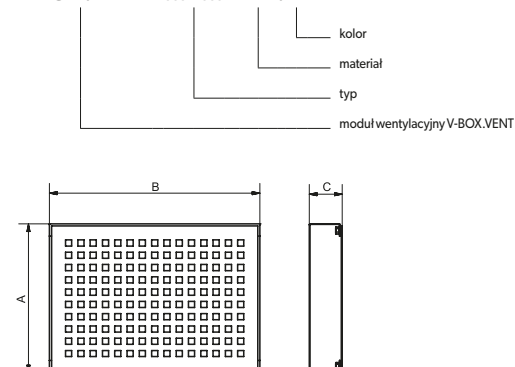 kolor
materiał
typ
moduł wentylacyjny V-BOX.VENT
B
C
A